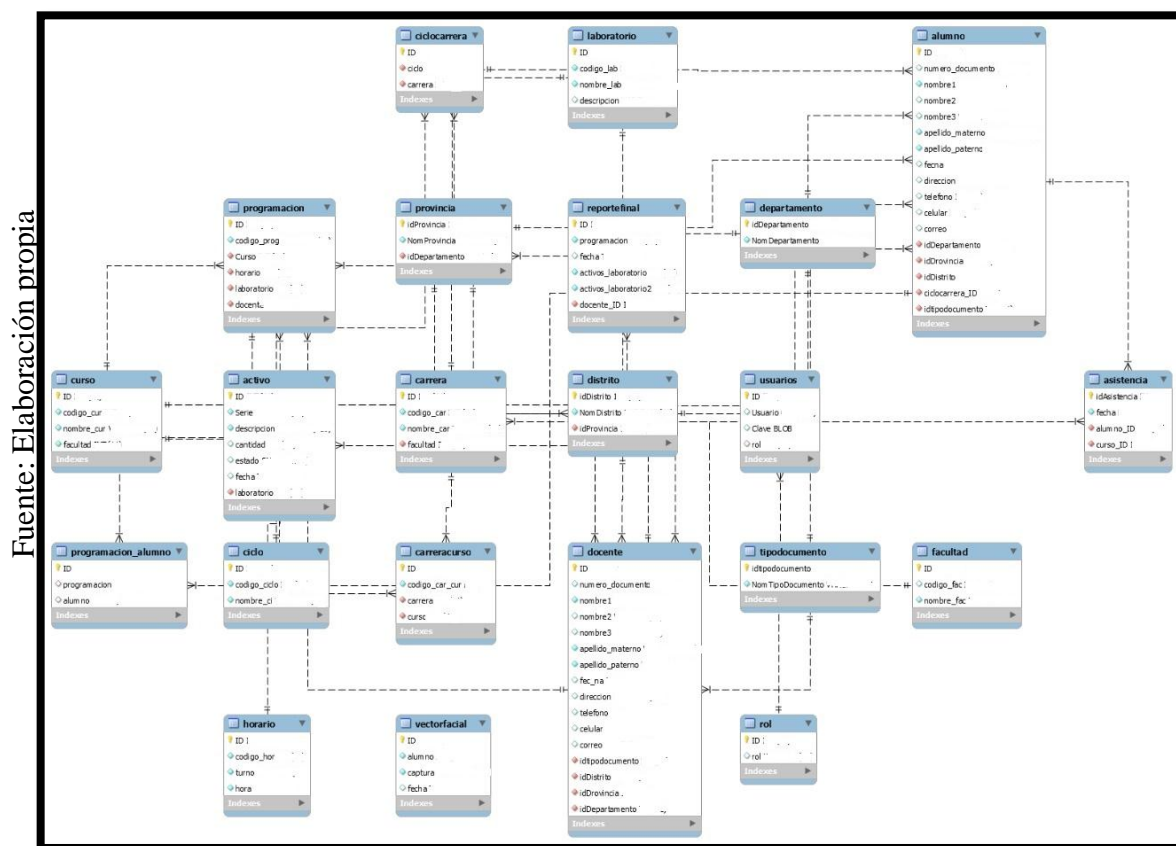 Fuente: Elaboración propia
ciclocarrera
ID
ciclo
carrera
Indexes
laboratorio
ID
codigo_lab
nombre_lab
descripcion
Indexes
alumno
ID
numero_documento
nombre1
nombre2
nombre3
apellido_materno
apellido_paterno
fecna
direccion
telefono
celular
correo
idDepartamento
idDrovincia
idDistrito
ciclocarrera_ID
idtipodocumento
Indexes
programacion
ID
codigo_prog
Curso
horario
laboratorio
docent
Indexes
provincia
idProvincia
NomProvincia
idDepartamento
Indexes
reportefinal
ID
programacion
fecha
activos_laboratorio
activos_laboratorio2
docente_ID
Indexes
departamento
idDepartamento
NomDepartamento
Indexes
curso
ID
codigo_cur
nombre_cur
facultad
Indexes
activo
ID
Serie
descripcion
cantidad
estado
fecha
laboratorio
Indexes
carrera
ID
codigo_car
nombre_car
facultad
Indexes
distrito
idDistrito
NomDistrito
idProvincia
Indexes
usuarios
ID
Usuario
Clave BLOB
rol
Indexes
asistencia
idAsistencia
fecha
alumno_ID
curso_ID
Indexes
programacion_alumno
ID
programacion
alumno
Indexes
ciclo
ID
codigo_ciclo
nombre_ci
Indexes
carreracurso
ID
codigo_car_cur
carrera
curso
Indexes
docente
ID
numero_documento
nombre1
nombre2
nombre3
apellido_materno
apellido_paterno
fec_na
direccion
telefono
celular
correo
idtipodocumento
idDistrito
idDrovincia
idDepartamento
Indexes
tipodocumento
idtipodocumento
NomTipoDocumento
Indexes
facultad
ID
codigo_fac
nombre_fac
Indexes
horario
ID
codigo_hor
turno
hora
Indexes
vectorfacial
ID
alumno
captura
fecha
Indexes
rol
ID
rol
Indexes